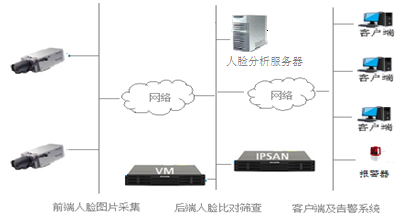 客户端
人脸分析服务器
客户端
网络
网络
客户端
VM
IPSAN
报警器
前端人脸图片采集
后端人脸比对筛查
客户端及告警系统